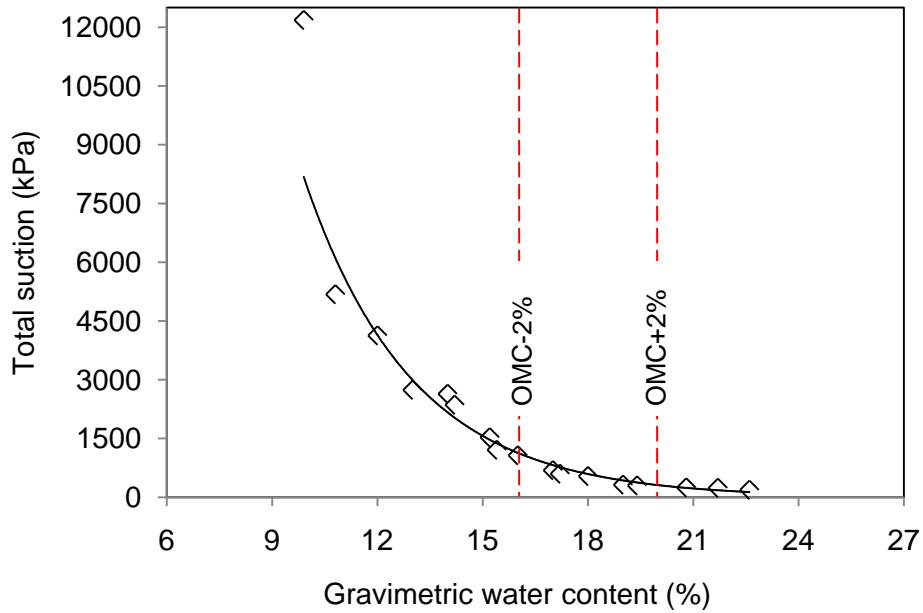 12000
10500
9000
7500
6000
4500
3000
1500
0
Total suction (kPa)
OMC-2%
OMC+2%
6 9 12 15 18 21 24 27
Gravimetric water content (%)